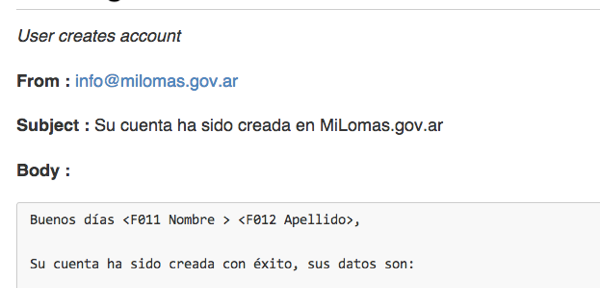 User creates account
From : info@milomas.gov.ar
Subject : Su cuenta ha sido creada en MiLomas.gov.ar
Body :
Buenos días <F011 Nombre > <F012 Apellido>,
Su cuenta ha sido creada con éxito, sus datos son: